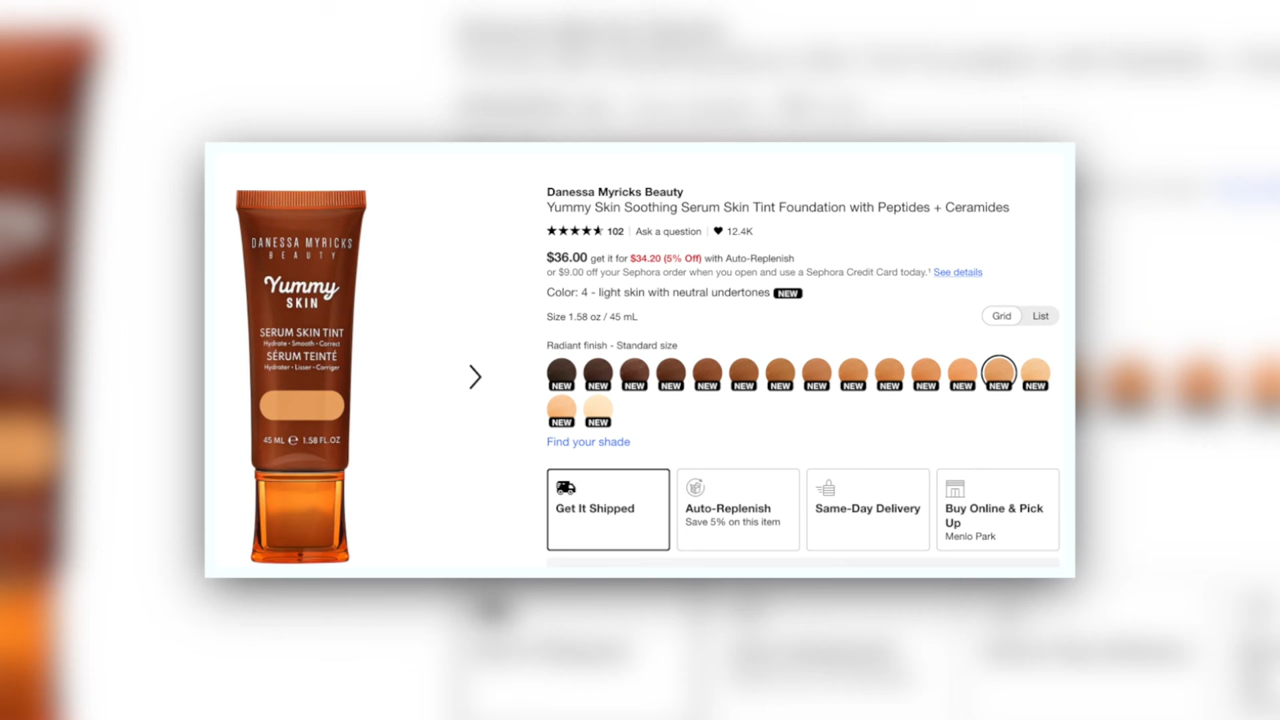 DANESSA MYRICKS
BEAUTY
Yummy
SKIN
SERUM SKIN TINT
Hydrate • Smooth • Correct
SÉRUM TEINTÉ
Hydrater • Lisser • Corriger
45 ML ℮ 1.58 FL.OZ
Danessa Myricks Beauty
Yummy Skin Soothing Serum Skin Tint Foundation with Peptides + Ceramides
102 | Ask a question | 12.4K
$36.00 get it for $34.20 (5% Off) with Auto-Replenish
or $9.00 off your Sephora order when you open and use a Sephora Credit Card today.¹ See details
Color: 4 - light skin with neutral undertones NEW
Size 1.58 oz / 45 mL
Grid List
Radiant finish - Standard size
NEW NEW NEW NEW NEW NEW NEW NEW NEW NEW NEW NEW NEW NEW
NEW NEW
Find your shade
Get It Shipped
Auto-Replenish
Save 5% on this item
Same-Day Delivery
Buy Online & Pick
Up
Menlo Park